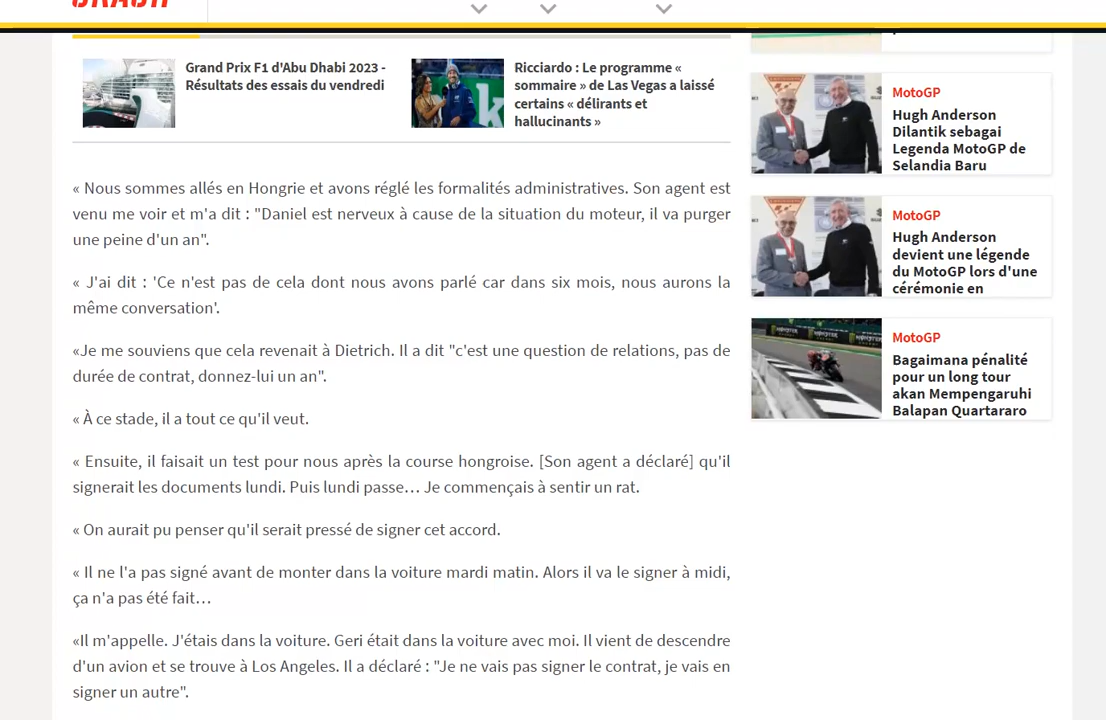 Grand Prix F1 d'Abu Dhabi 2023 -
Résultats des essais du vendredi
Ricciardo : Le programme «
sommaire » de Las Vegas a laissé
certains « délirants et
hallucinants »
« Nous sommes allés en Hongrie et avons réglé les formalités administratives. Son agent est
venu me voir et m'a dit : "Daniel est nerveux à cause de la situation du moteur, il va purger
une peine d'un an".
« J'ai dit : 'Ce n'est pas de cela dont nous avons parlé car dans six mois, nous aurons la
même conversation'.
«Je me souviens que cela revenait à Dietrich. Il a dit "c'est une question de relations, pas de
durée de contrat, donnez-lui un an".
« À ce stade, il a tout ce qu'il veut.
« Ensuite, il faisait un test pour nous après la course hongroise. [Son agent a déclaré] qu'il
signerait les documents lundi. Puis lundi passe… Je commençais à sentir un rat.
« On aurait pu penser qu'il serait pressé de signer cet accord.
« Il ne l'a pas signé avant de monter dans la voiture mardi matin. Alors il va le signer à midi,
ça n'a pas été fait…
«Il m'appelle. J'étais dans la voiture. Geri était dans la voiture avec moi. Il vient de descendre
d'un avion et se trouve à Los Angeles. Il a déclaré : "Je ne vais pas signer le contrat, je vais en
signer un autre".
MotoGP
Hugh Anderson
Dilantik sebagai
Legenda MotoGP de
Selandia Baru
MotoGP
Hugh Anderson
devient une légende
du MotoGP lors d'une
cérémonie en
MotoGP
Bagaimana pénalité
pour un long tour
akan Mempengaruhi
Balapan Quartararo